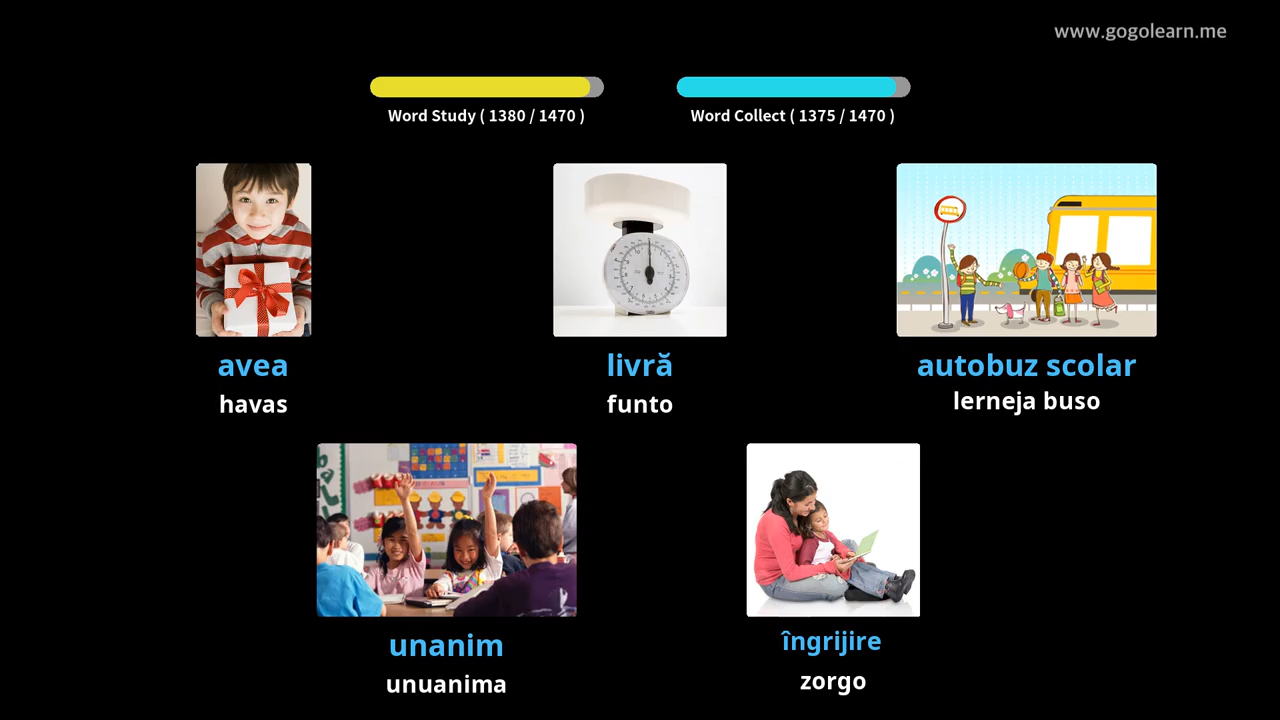 www.gogolearn.me
Word Study ( 1380 / 1470 )
Word Collect ( 1375 / 1470 )
avea
havas
livră
funto
autobuz scolar
lerneja buso
unanim
unuanima
îngrijire
zorgo